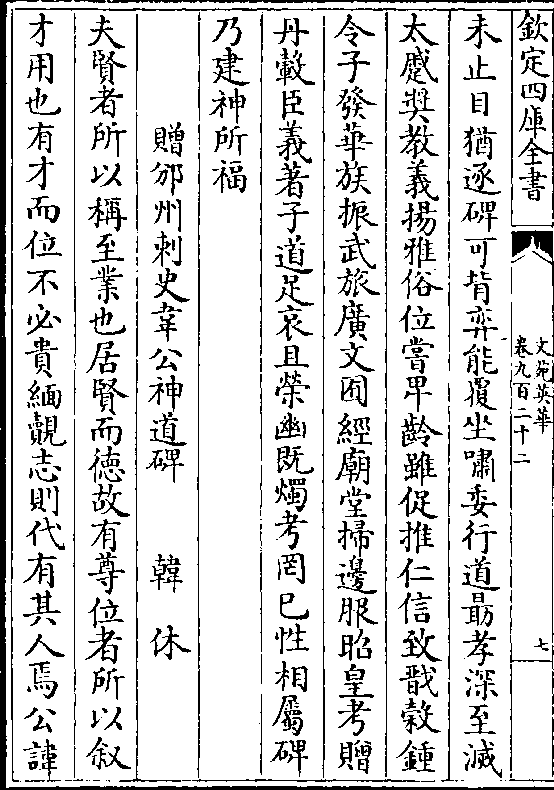 欽定四庫全書
文苑英華
卷九百二十二
七
未止目猶逐碑可背弈能覆坐嘯委行道最孝深至滅
太蹙奨教義揚雅俗位嘗早齡雖促推仁信致戩榖鍾
令子發華族振武旅廣文囿經廟堂掃邊服昭皇考贈
丹轂臣義著子道足哀且榮幽既燭考罔巳性相屬碑
乃建神所福
贈邠州刺史韋公神道碑 韓休
夫賢者所以稱至業也居賢而德故有尊位者所以叙
才用也有才而位不必貴緬覿志則代有其人焉公諱